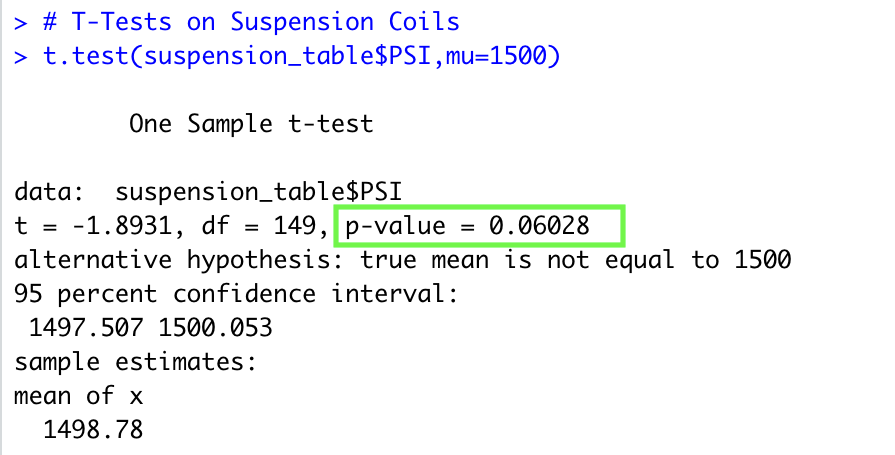 > # T-Tests on Suspension Coils
> t.test(suspension_table$PSI,mu=1500)
One Sample t-test
data:  suspension_table$PSI
t = -1.8931, df = 149, p-value = 0.06028
alternative hypothesis: true mean is not equal to 1500
95 percent confidence interval:
1497.507 1500.053
sample estimates:
mean of x
1498.78